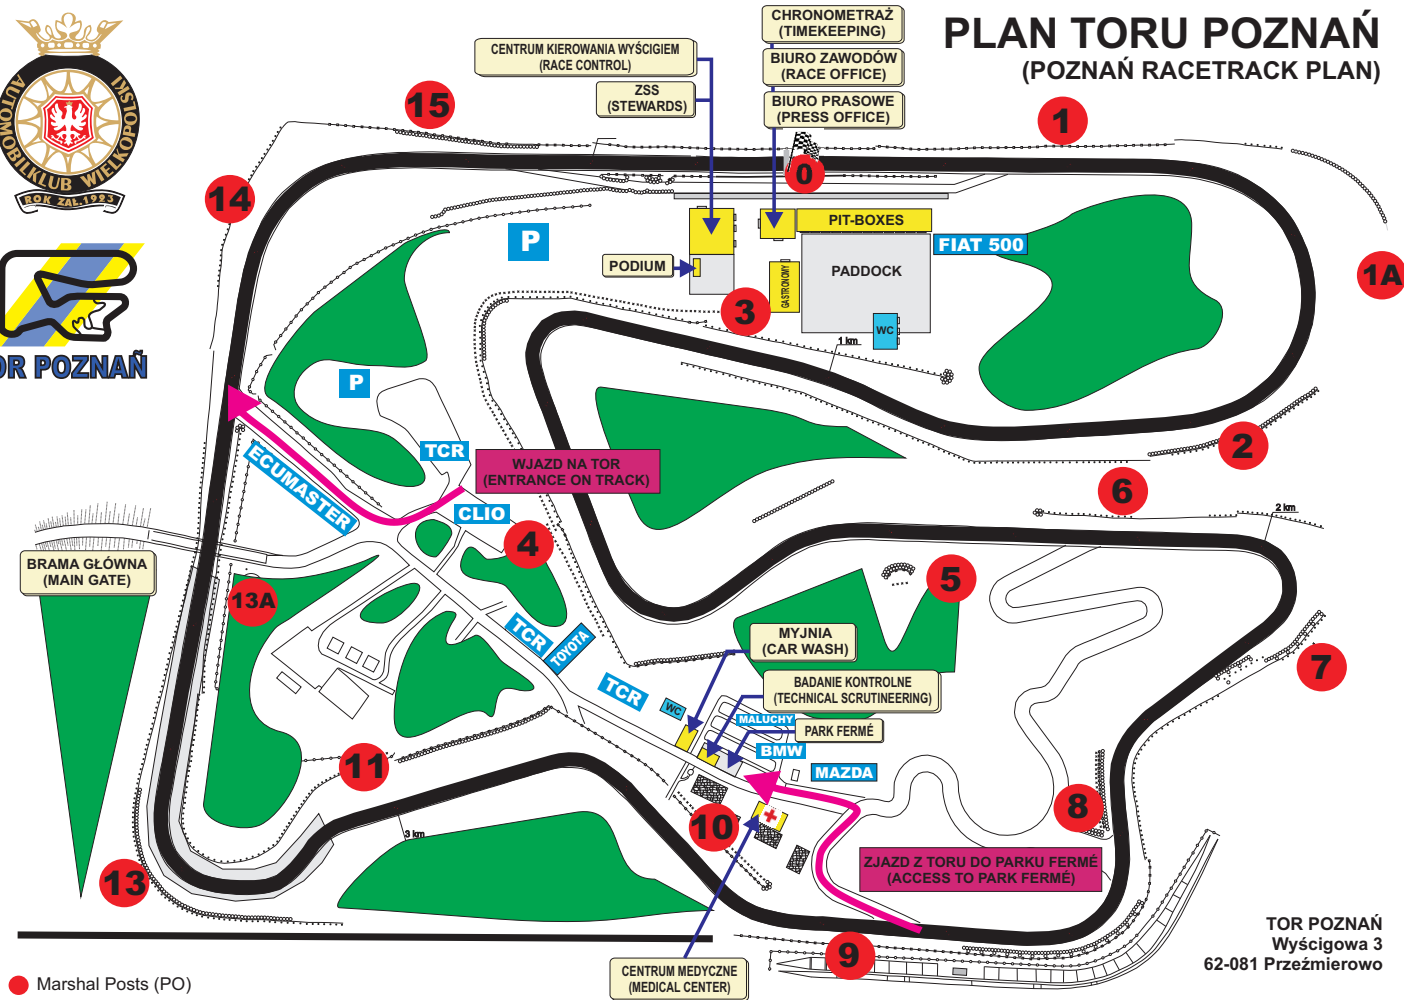 PLAN TORU POZNAŃ
(POZNAŃ RACETRACK PLAN)
AUTOMOBILKLUB WIELKOPOLSKI
ROK ZAŁ.1923
TOR POZNAŃ
CENTRUM KIEROWANIA WYŚCIGIEM
(RACE CONTROL)
ZSS
(STEWARDS)
CHRONOMETRAŻ
(TIMEKEEPING)
BIURO ZAWODÓW
(RACE OFFICE)
BIURO PRASOWE
(PRESS OFFICE)
15
1
0
14
P
PIT-BOXES
FIAT 500
PODIUM
GASTRONOMY
PADDOCK
1A
3
WC
1 km
P
2
TCR
WJAZD NA TOR
(ENTRANCE ON TRACK)
ECUMASTER
CLIO
6
2 km
4
BRAMA GŁÓWNA
(MAIN GATE)
13A
5
TCR
TOYOTA
MYJNIA
(CAR WASH)
7
TCR
BADANIE KONTROLNE
(TECHNICAL SCRUTINEERING)
WC
MALUCHY
PARK FERMÉ
BMW
11
MAZDA
8
10
3 km
ZJAZD Z TORU DO PARKU FERMÉ
(ACCESS TO PARK FERMÉ)
13
9
CENTRUM MEDYCZNE
(MEDICAL CENTER)
TOR POZNAŃ
Wyścigowa 3
62-081 Przeźmierowo
Marshal Posts (PO)